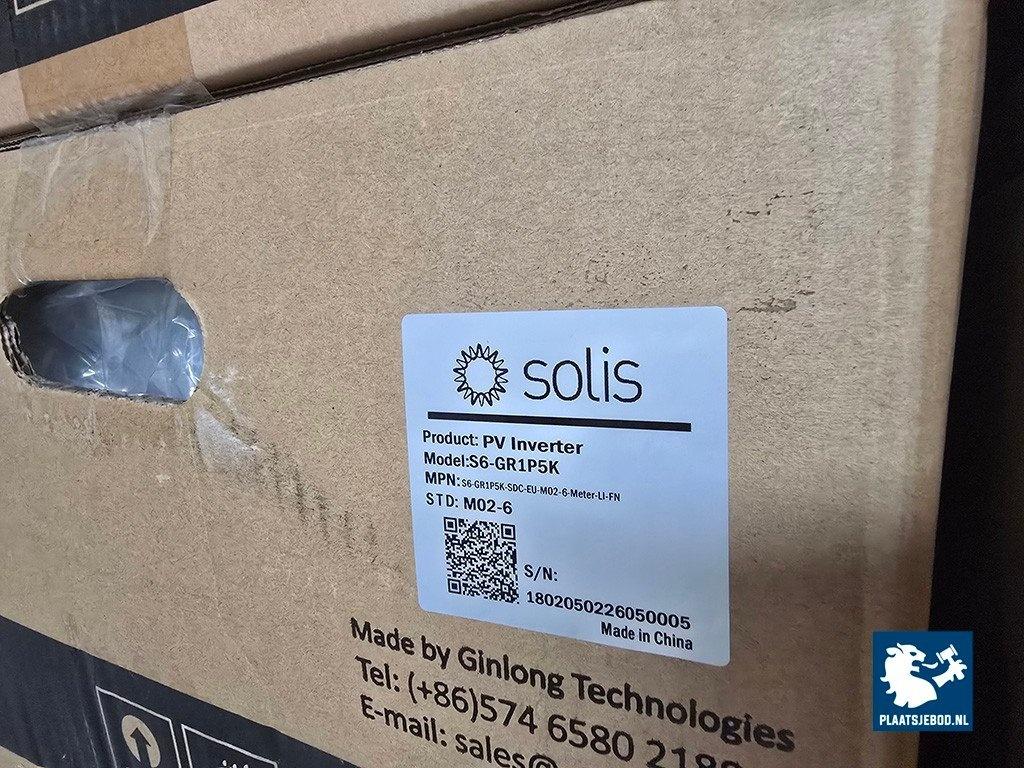 solis
Product: PV Inverter
Model:S6-GR1P5K
MPN:S6-GR1P5K-SDC-EU-M02-6-Meter-LI-FN
STD: M02-6
S/N:
1802050226050005
Made in China
Made by Ginlong Technologies
Tel: (+86)574 6580
E-mail: sales@
PLAATSJEBOD.NL